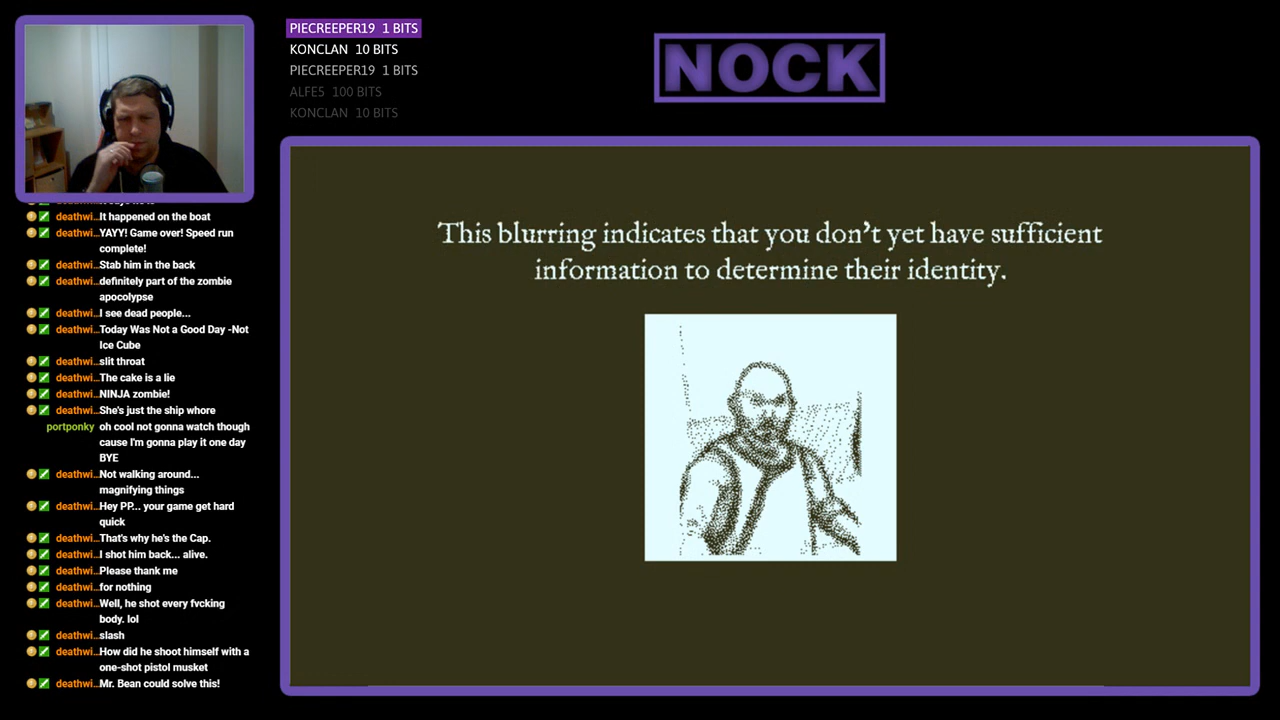 PIECREEPER19 1 BITS
KONCLAN 10 BITS
PIECREEPER19 1 BITS
ALFES 100 BITS
KONCLAN 10 BITS
NOCK
This blurring indicates that you don't yet have sufficient
information to determine their identity.
deathwi...It happened on the boat
deathwi...YAYY! Game over! Speed run
complete!
deathwi...Stab him in the back
deathwi...definitely part of the zombie
apocolypse
deathwi...I see dead people...
deathwi...Today Was Not a Good Day -Not
Ice Cube
deathwi...slit throat
deathwi...The cake is a lie
deathwi...NINJA zombie!
deathwi...She's just the ship whore
portponky oh cool not gonna watch though
cause I'm gonna play it one day
BYE
deathwi...Not walking around...
magnifying things
deathwi...Hey PP... your game get hard
quick
deathwi...That's why he's the Cap.
deathwi...I shot him back... alive.
deathwi...Please thank me
deathwi...for nothing
deathwi...Well, he shot every fvcking
body. lol
deathwi...slash
deathwi...How did he shoot himself with a
one-shot pistol musket
deathwi...Mr. Bean could solve this!